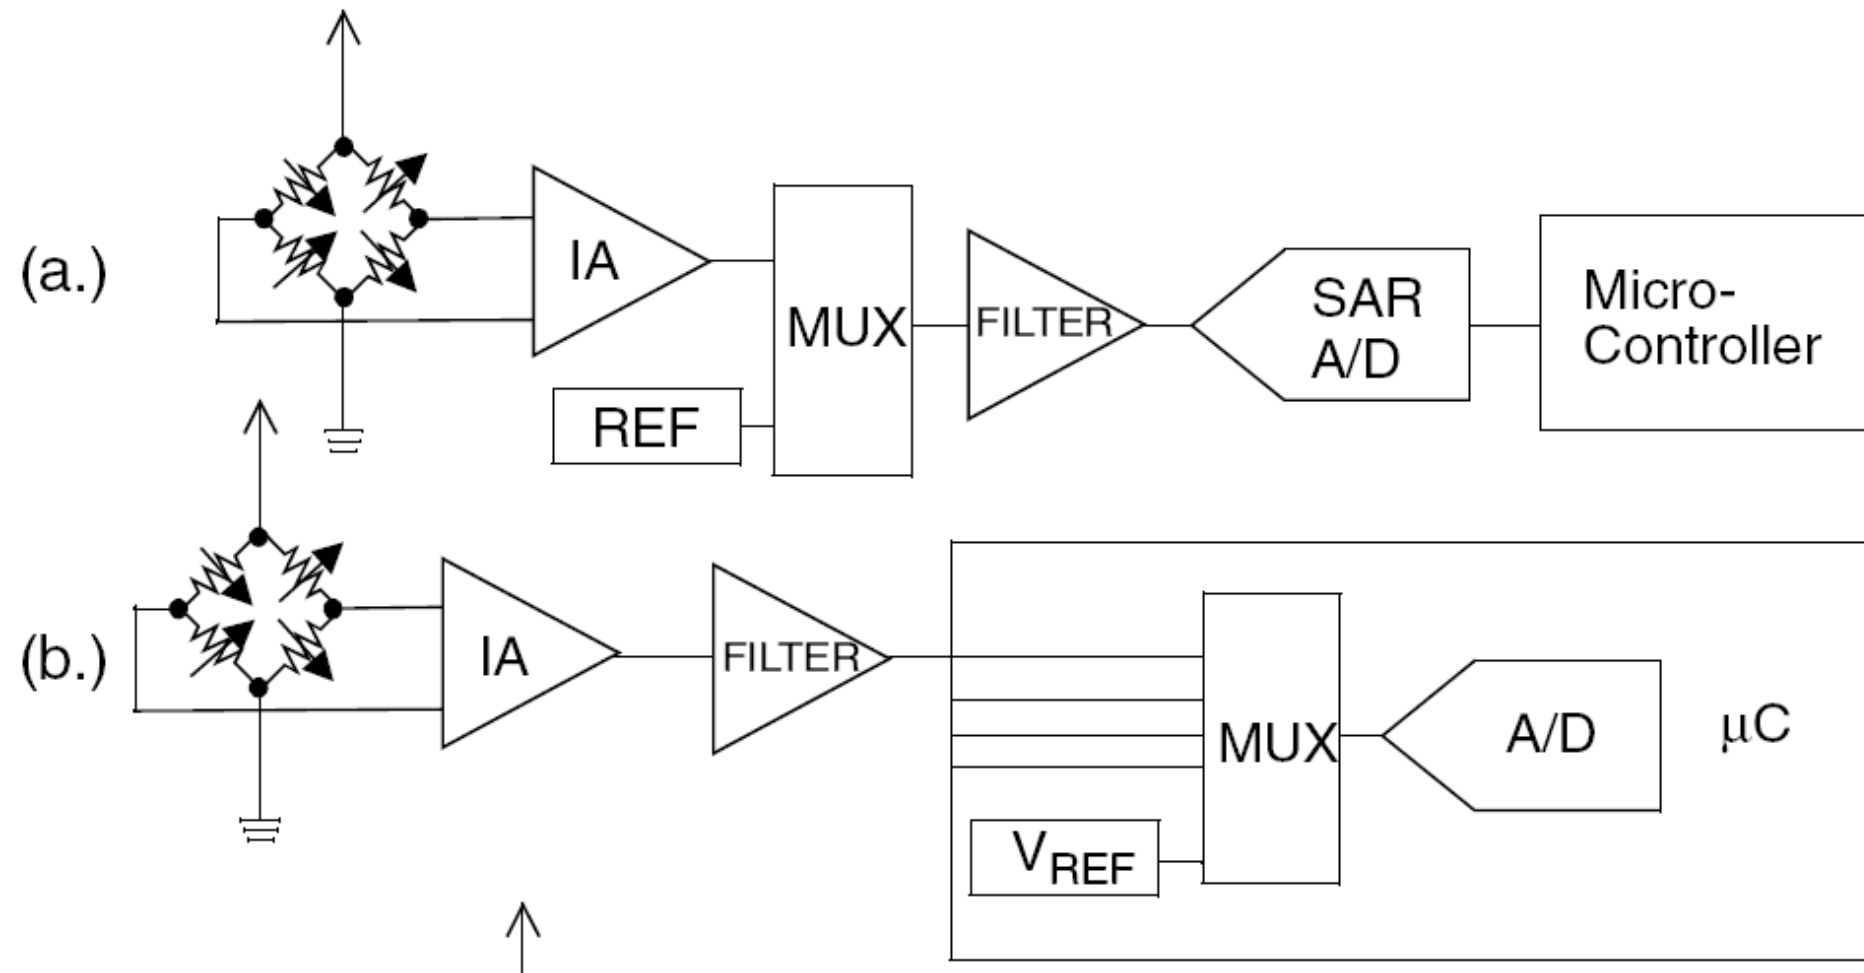 (a.)
IA
REF
MUX
FILTER
SAR
A/D
Micro-
Controller
(b.)
IA
FILTER
MUX
VREF
A/D
μC